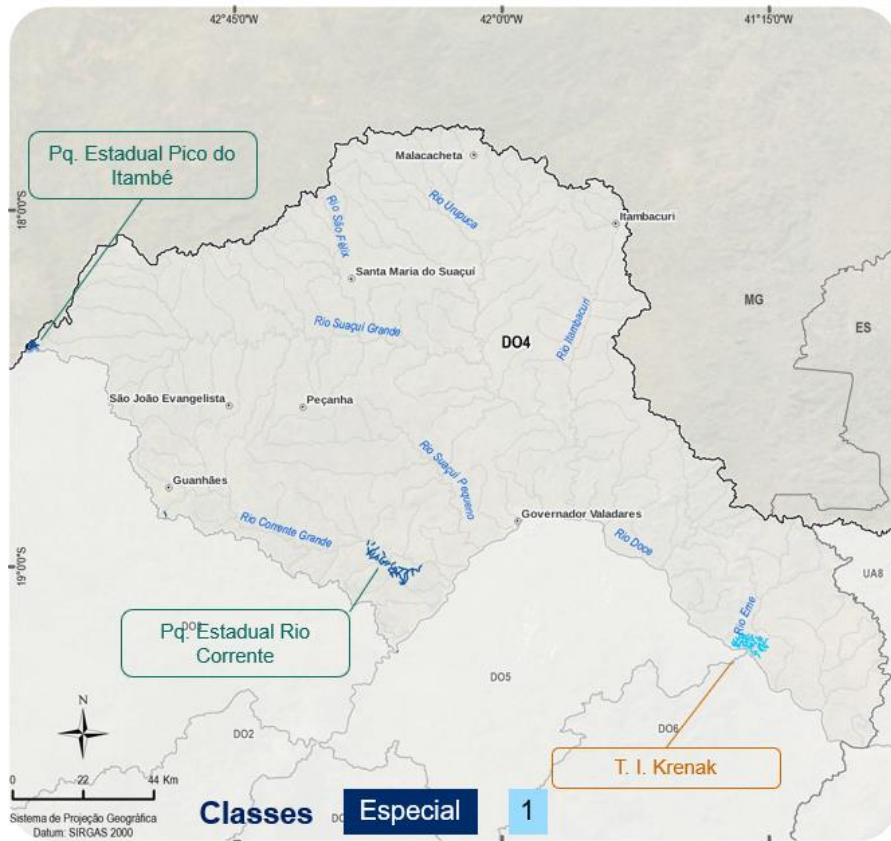 42°45'0"W
42°0'0"W
41°15'0"W
Pq. Estadual Pico do
Itambé
Malacacheta
18°0'0"S
Rio São Félix
Rio Urupuca
Itambacuri
Santa Maria do Suaçuí
MG
ES
Rio Suaçuí Grande
DO4
Rio Itambacuri
São João Evangelista
Peçanha
Rio Suaçuí Pequeno
Guanhães
Rio Corrente Grande
Governador Valadares
Rio Doce
19°0'0"S
UA8
Rio Eme
Pq. Estadual Rio
Corrente
DO5
DO6
N
DO2
T. I. Krenak
0 22 44 Km
Sistema de Projeção Geográfica
Datum: SIRGAS 2000
Classes Especial 1